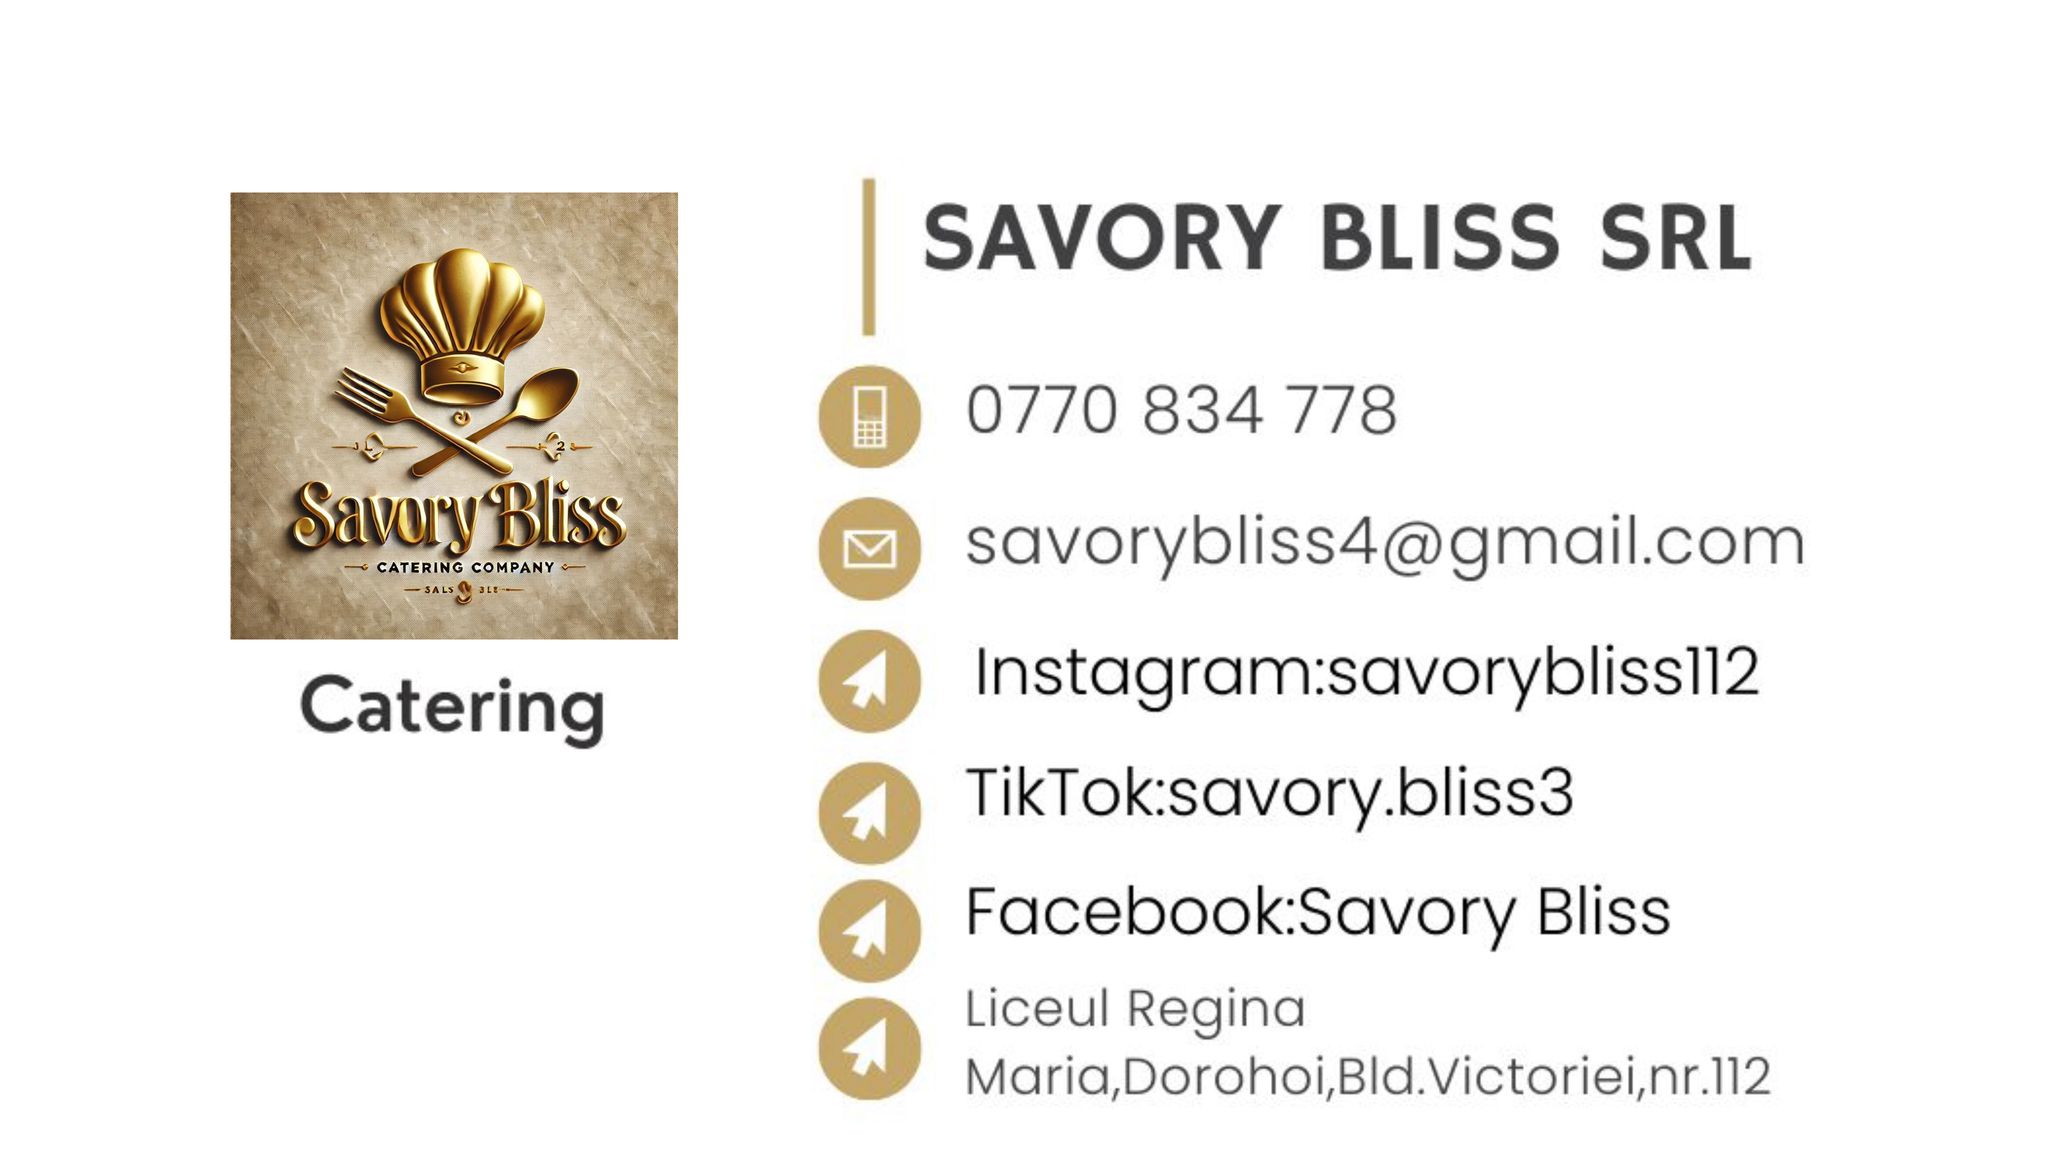 Savory Bliss
CATERING COMPANY
Catering
SAVORY BLISS SRL
0770 834 778
savorybliss4@gmail.com
Instagram:savorybliss112
TikTok:savory.bliss3
Facebook:Savory Bliss
Liceul Regina
Maria,Dorohoi,Bld.Victoriei,nr.112